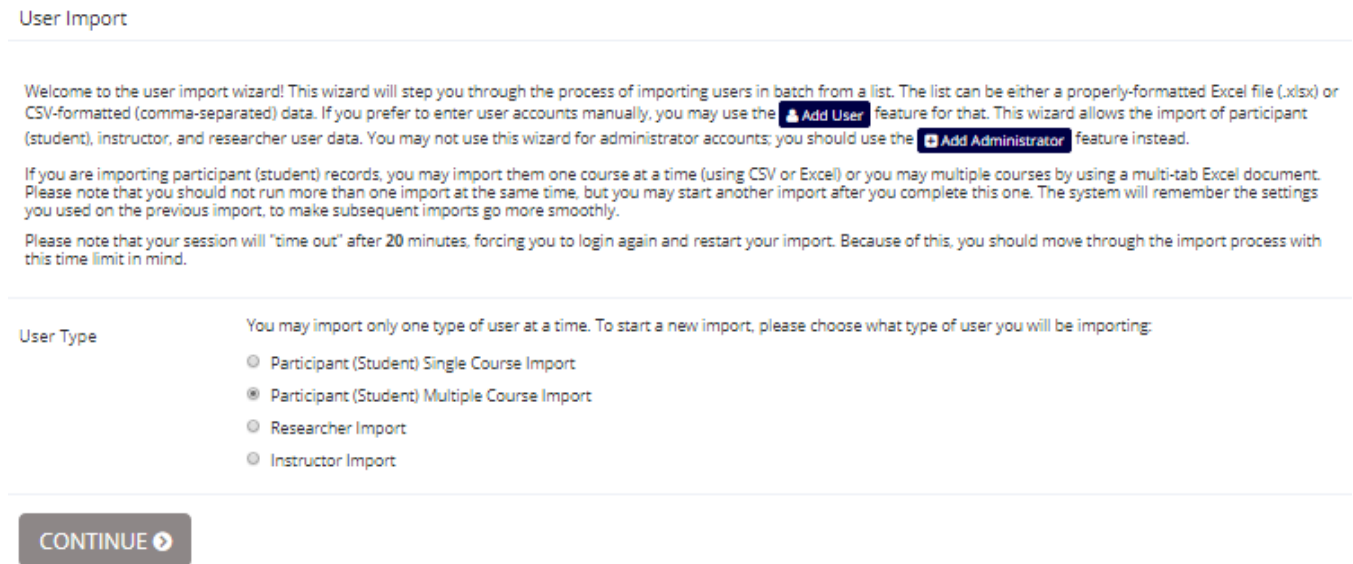 User Import
Welcome to the user import wizard! This wizard will step you through the process of importing users in batch from a list. The list can be either a properly-formatted Excel file (.xlsx) or
CSV-formatted (comma-separated) data. If you prefer to enter user accounts manually, you may use the Add User feature for that. This wizard allows the import of participant
(student), instructor, and researcher user data. You may not use this wizard for administrator accounts; you should use the Add Administrator feature instead.
If you are importing participant (student) records, you may import them one course at a time (using CSV or Excel) or you may multiple courses by using a multi-tab Excel document.
Please note that you should not run more than one import at the same time, but you may start another import after you complete this one. The system will remember the settings
you used on the previous import, to make subsequent imports go more smoothly.
Please note that your session will "time out" after 20 minutes, forcing you to login again and restart your import. Because of this, you should move through the import process with
this time limit in mind.
User Type
You may import only one type of user at a time. To start a new import, please choose what type of user you will be importing:
Participant (Student) Single Course Import
Participant (Student) Multiple Course Import
Researcher Import
Instructor Import
CONTINUE